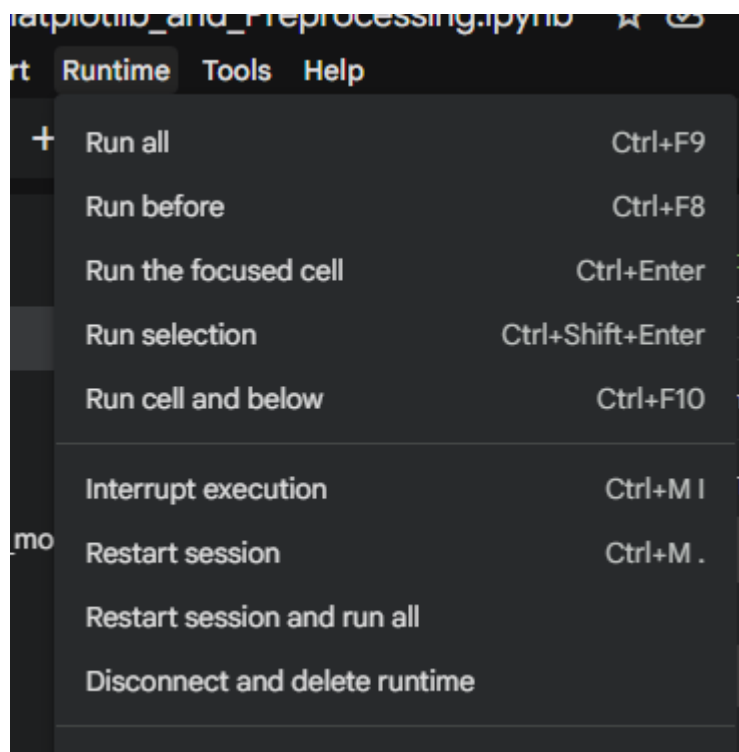 rt Runtime Tools Help
+
Run all Ctrl+F9
Run before Ctrl+F8
Run the focused cell Ctrl+Enter
Run selection Ctrl+Shift+Enter
Run cell and below Ctrl+F10
Interrupt execution Ctrl+M I
_mo
Restart session Ctrl+M .
Restart session and run all
Disconnect and delete runtime